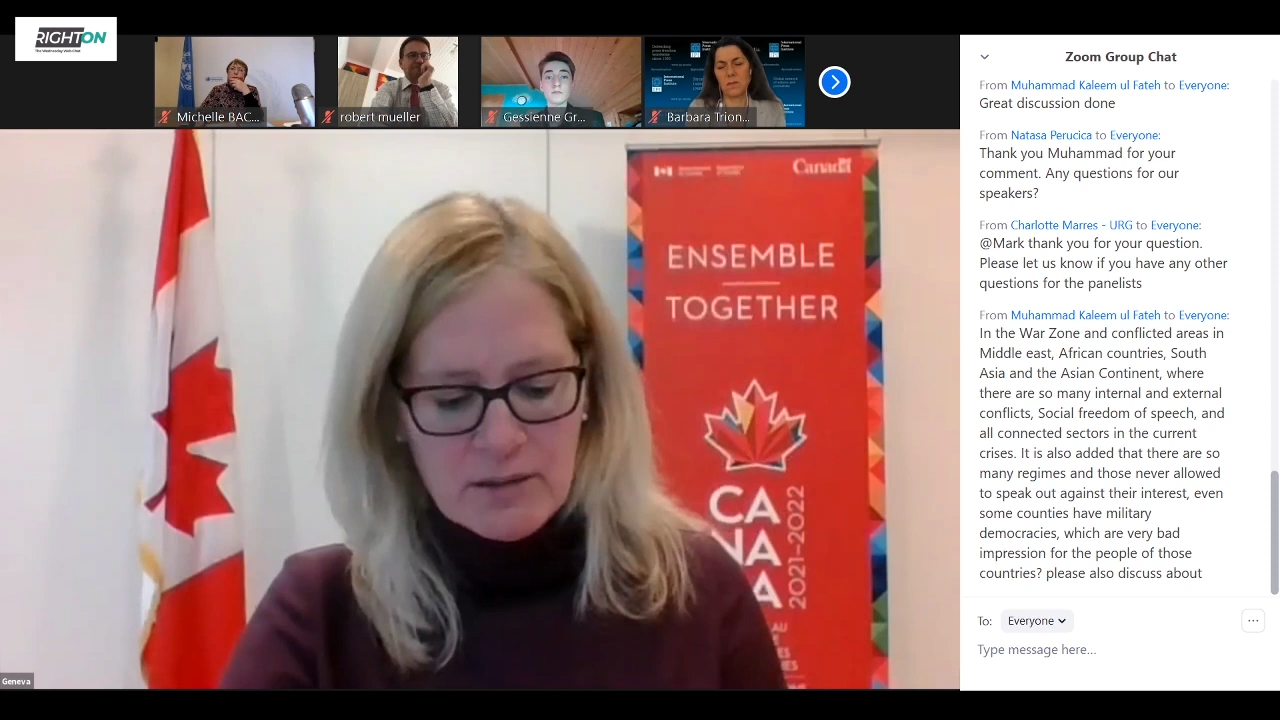 RIGHTON
The Wednesday Web Chat
Michelle BAC...
robert mueller
Gessienne Gr...
Barbara Trion...
International Press Institute
Canada
ENSEMBLE
TOGETHER
CA
NA
A
2021-2022
AU
Geneva
Zoom Group Chat
From Muhammad Kaleem ul Fateh to Everyone:
Great discussion done
From Natasa Perucica to Everyone:
Thank you Muhammad for your
comment. Any questions for our
speakers?
From Charlotte Marres - URG to Everyone:
@Mark thank you for your question.
Please let us know if you have any other
questions for the panelists
From Muhammad Kaleem ul Fateh to Everyone:
In the War Zone and conflicted areas in
Middle east, African countries, South
Asia and the Asian Continent, where
there are so many internal and external
conflicts, Social freedom of speech, and
all connected sectors in the current
crises. It is also added that there are so
many regimes and those never allowed
to speak out against their interest, even
some counties have military
democracies, which are very bad
impression for the people of those
countries? please also discuss about
To: Everyone
Type message here...